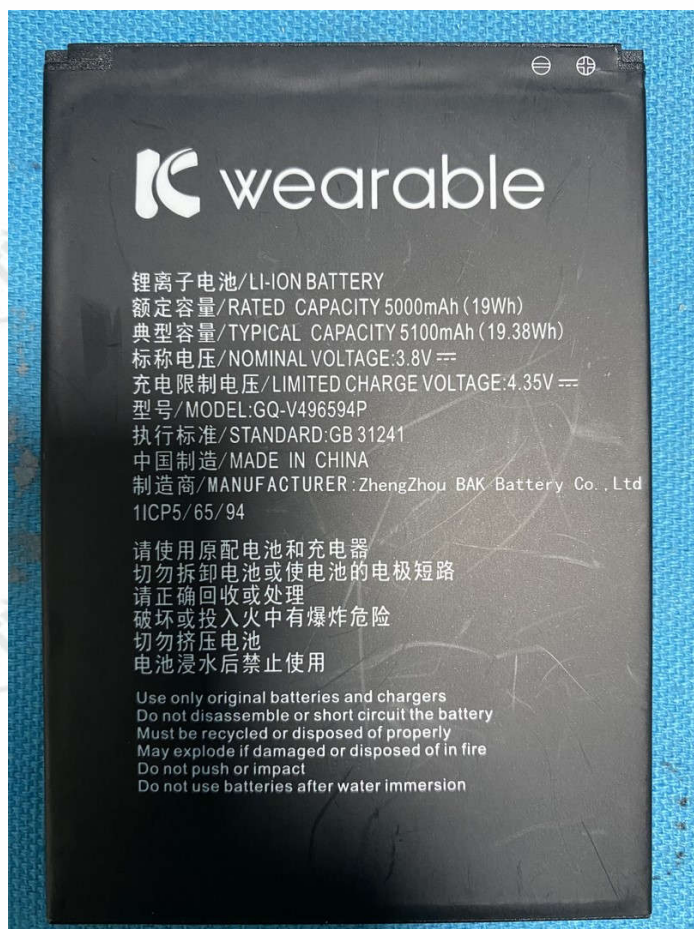 wearable
锂离子电池/LI-ION BATTERY
额定容量/RATED CAPACITY 5000mAh (19Wh)
典型容量/TYPICAL CAPACITY 5100mAh (19.38Wh)
标称电压/NOMINAL VOLTAGE:3.8V ⎓
充电限制电压/LIMITED CHARGE VOLTAGE:4.35V ⎓
型号/MODEL:GQ-V496594P
执行标准/STANDARD:GB 31241
中国制造/MADE IN CHINA
制造商/MANUFACTURER:ZhengZhou BAK Battery Co.,Ltd
1ICP5/65/94
请使用原配电池和充电器
切勿拆卸电池或使电池的电极短路
请正确回收或处理
破坏或投入火中有爆炸危险
切勿挤压电池
电池浸水后禁止使用
Use only original batteries and chargers
Do not disassemble or short circuit the battery
Must be recycled or disposed of properly
May explode if damaged or disposed of in fire
Do not push or impact
Do not use batteries after water immersion